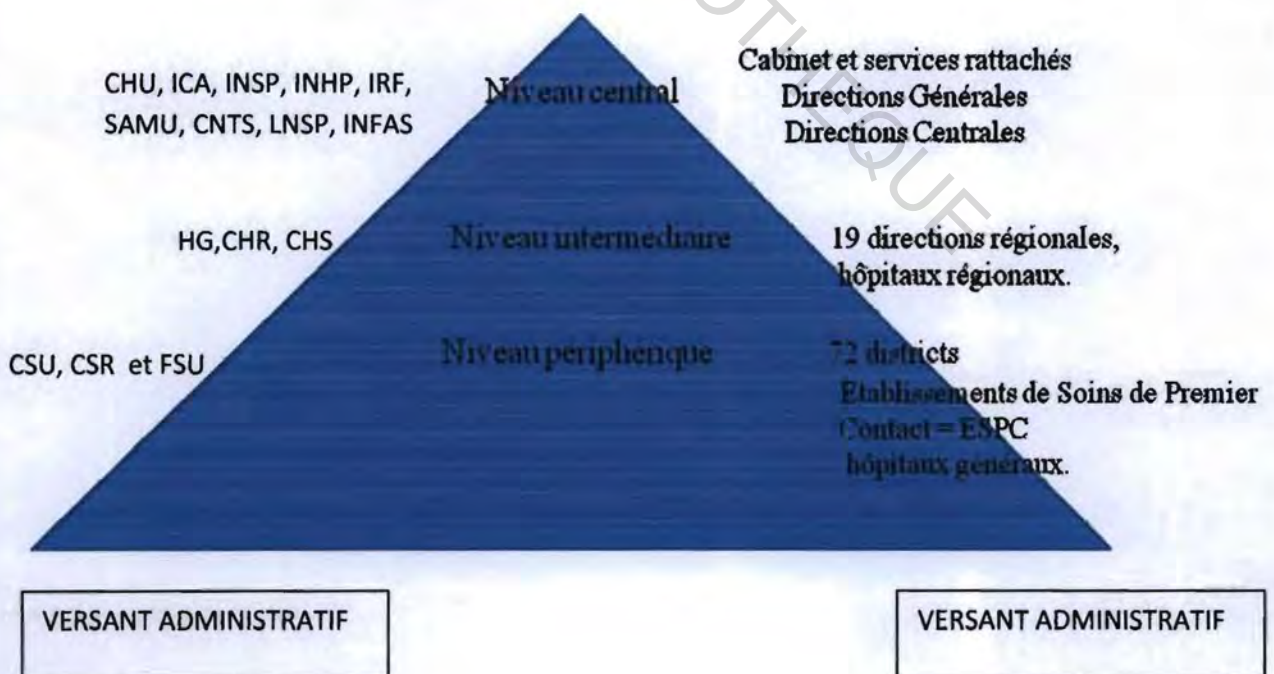 CHU, ICA, INSP, INHP, IRF,
SAMU, CNTS, LNSP, INFAS
Niveau central
Cabinet et services rattachés
Directions Générales
Directions Centrales
HG,CHR, CHS
Niveau intermédiaire
19 directions régionales,
hôpitaux régionaux.
CSU, CSR et FSU
Niveau périphérique
72 districts
Etablissements de Soins de Premier
Contact = ESPC
hôpitaux généraux.
VERSANT ADMINISTRATIF
VERSANT ADMINISTRATIF